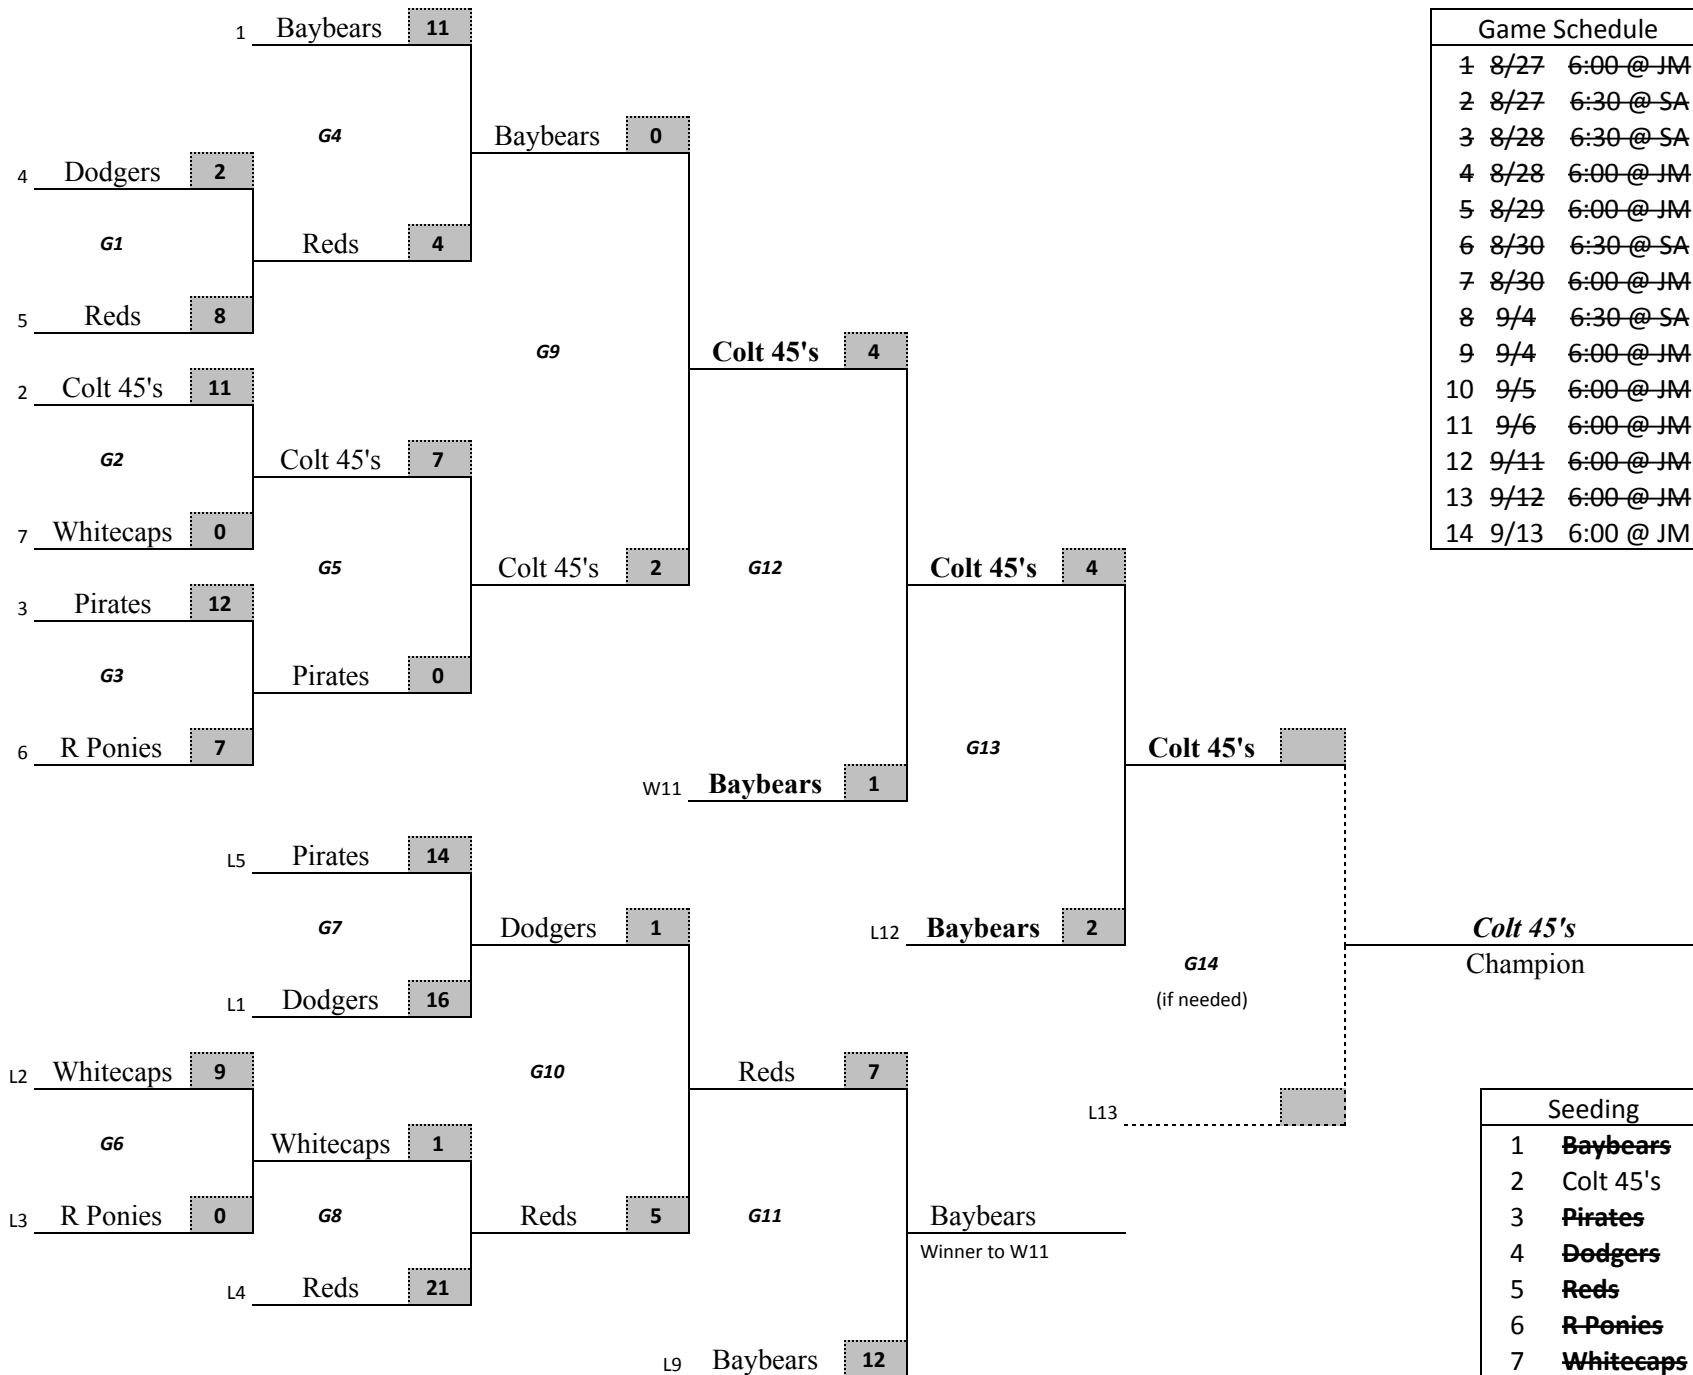 1 Baybears 11
Game Schedule
1 8/27 6:00 @ JM
2 8/27 6:30 @ SA
3 8/28 6:30 @ SA
4 8/28 6:00 @ JM
5 8/29 6:00 @ JM
6 8/30 6:30 @ SA
7 8/30 6:00 @ JM
8 9/4 6:30 @ SA
9 9/4 6:00 @ JM
10 9/5 6:00 @ JM
11 9/6 6:00 @ JM
12 9/11 6:00 @ JM
13 9/12 6:00 @ JM
14 9/13 6:00 @ JM
G4
Baybears 0
4 Dodgers 2
G1
Reds 4
5 Reds 8
G9
Colt 45's 4
2 Colt 45's 11
G2
Colt 45's 7
7 Whitecaps 0
G5
Colt 45's 2
G12
Colt 45's 4
3 Pirates 12
G3
Pirates 0
6 R Ponies 7
G13
Colt 45's
W11 Baybears 1
L5 Pirates 14
G7
Dodgers 1
L12 Baybears 2
Colt 45's
Champion
G14
(if needed)
L1 Dodgers 16
L2 Whitecaps 9
G10
Reds 7
L13
G6
Whitecaps 1
L3 R Ponies 0
G8
Reds 5
G11
Baybears
Winner to W11
L4 Reds 21
L9 Baybears 12
Seeding
1 Baybears
2 Colt 45's
3 Pirates
4 Dodgers
5 Reds
6 R Ponies
7 Whitecaps